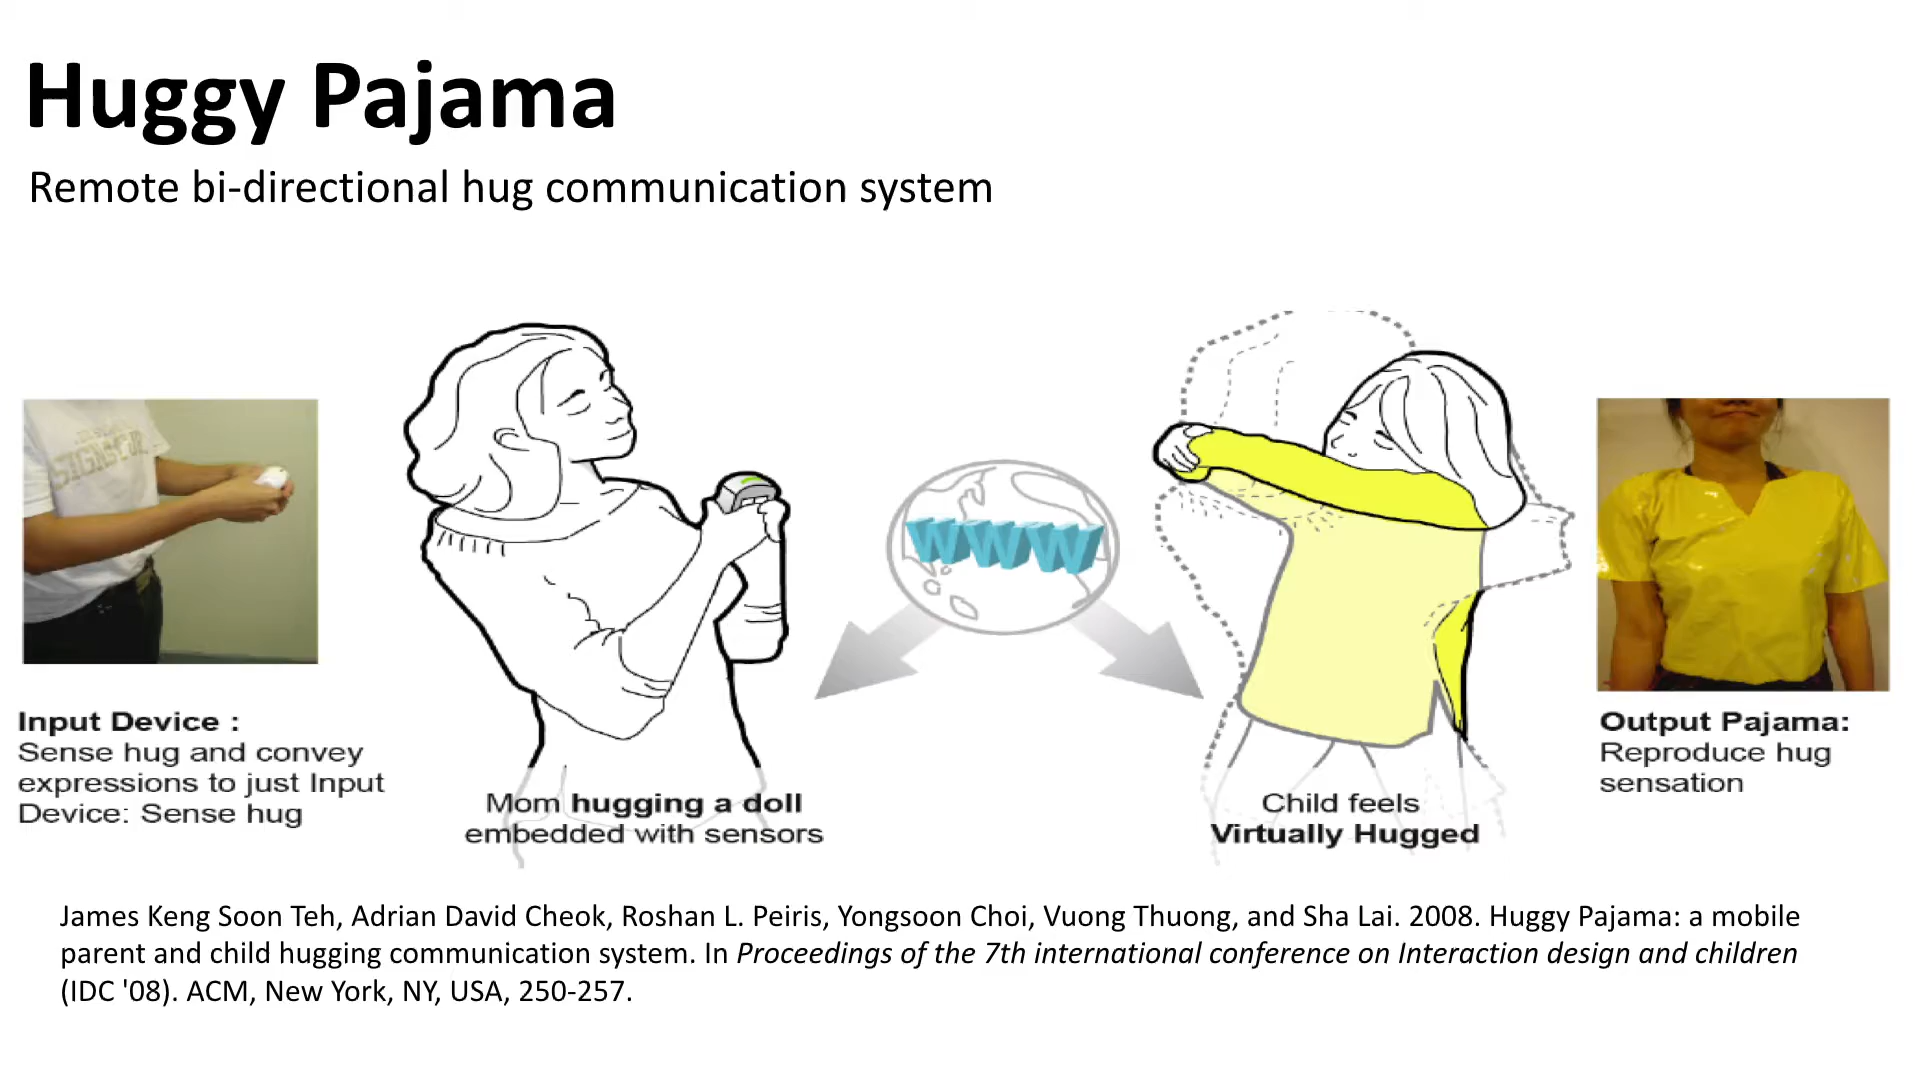 Huggy Pajama
Remote bi-directional hug communication system
STGNSFUL
WWW
Input Device :
Sense hug and convey
expressions to just Input
Device: Sense hug
Mom hugging a doll
embedded with sensors
Child feels
Virtually Hugged
Output Pajama:
Reproduce hug
sensation
James Keng Soon Teh, Adrian David Cheok, Roshan L. Peiris, Yongsoon Choi, Vuong Thuong, and Sha Lai. 2008. Huggy Pajama: a mobile
parent and child hugging communication system. In Proceedings of the 7th international conference on Interaction design and children
(IDC '08). ACM, New York, NY, USA, 250-257.